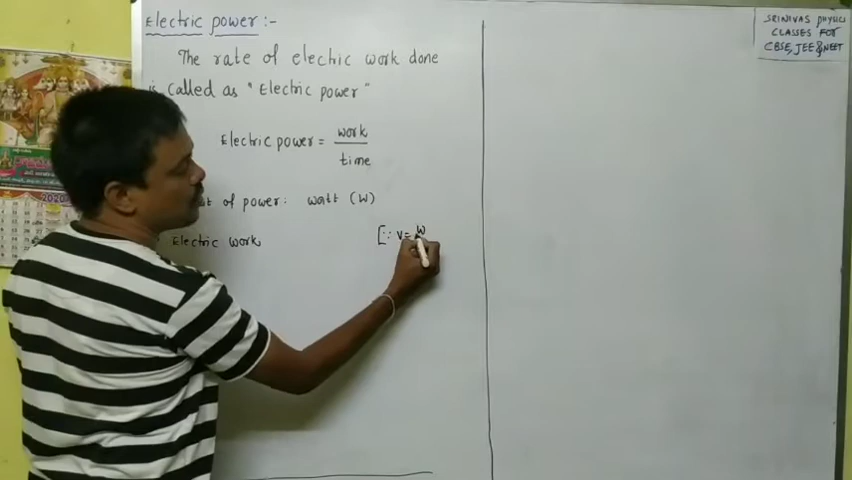 Electric power :-
The rate of electric work done
is called as "Electric power"
Electric power = work
time
of power: watt (W)
Electric work
[∵ V = W
SRINIVAS PHYSICS
CLASSES FOR
CBSE, JEE & NEET
2020